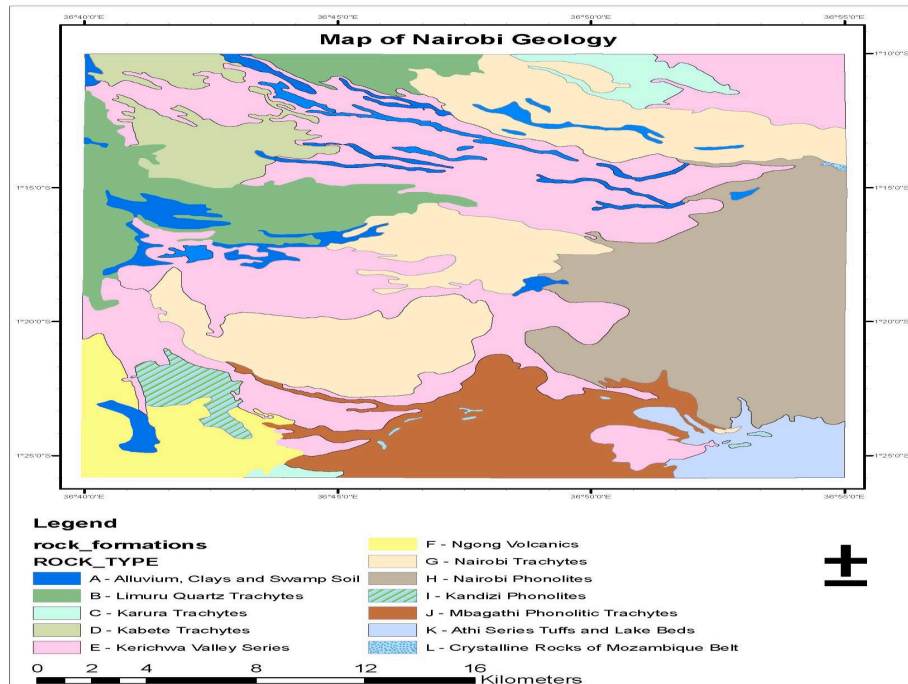 36°40'0"E 36°45'0"E 36°50'0"E 36°55'0"E
Map of Nairobi Geology
1°10'0"S
1°15'0"S 1°15'0"S
1°20'0"S 1°20'0"S
1°25'0"S 1°25'0"S
36°40'0"E 36°45'0"E 36°50'0"E 36°55'0"E
Legend
rock_formations
ROCK_TYPE
A - Alluvium, Clays and Swamp Soil
B - Limuru Quartz Trachytes
C - Karura Trachytes
D - Kabete Trachytes
E - Kerichwa Valley Series
F - Ngong Volcanics
G - Nairobi Trachytes
H - Nairobi Phonolites
I - Kandizi Phonolites
J - Mbagathi Phonolitic Trachytes
K - Athi Series Tuffs and Lake Beds
L - Crystalline Rocks of Mozambique Belt
0 2 4 8 12 16
Kilometers